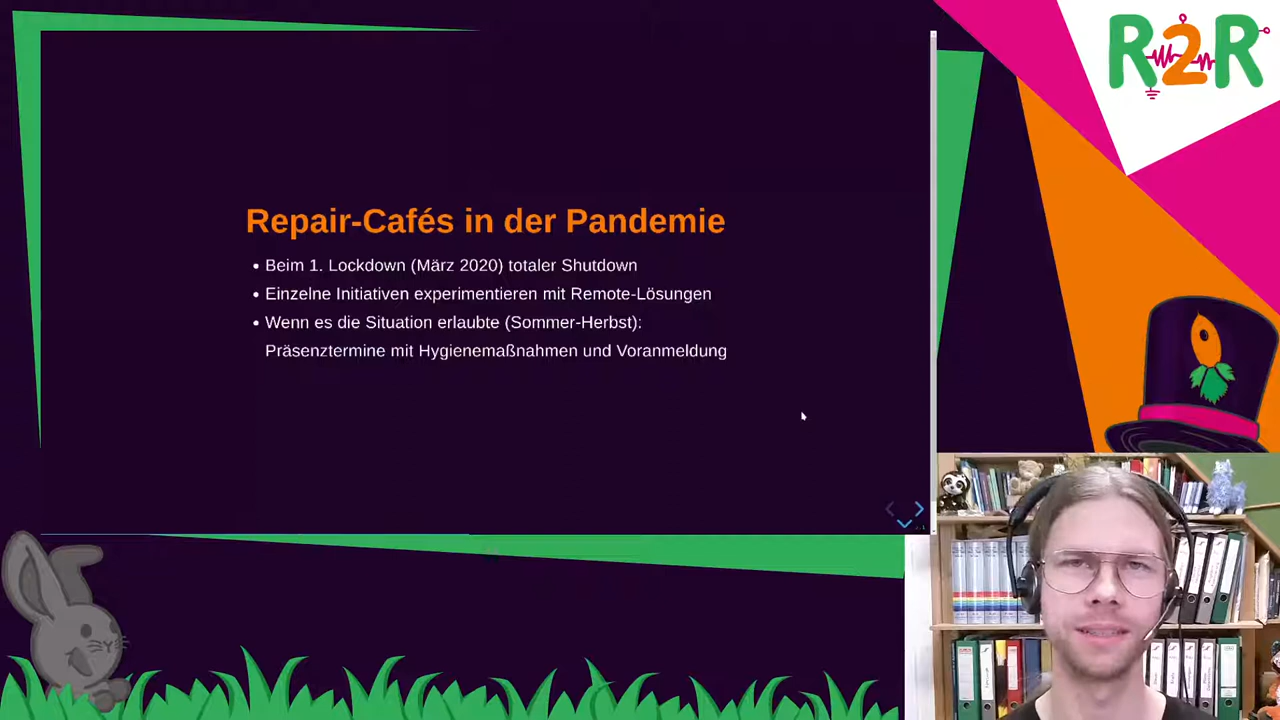 R2R
Repair-Cafés in der Pandemie
• Beim 1. Lockdown (März 2020) totaler Shutdown
• Einzelne Initiativen experimentieren mit Remote-Lösungen
• Wenn es die Situation erlaubte (Sommer-Herbst):
Präsenztermine mit Hygienemaßnahmen und Voranmeldung